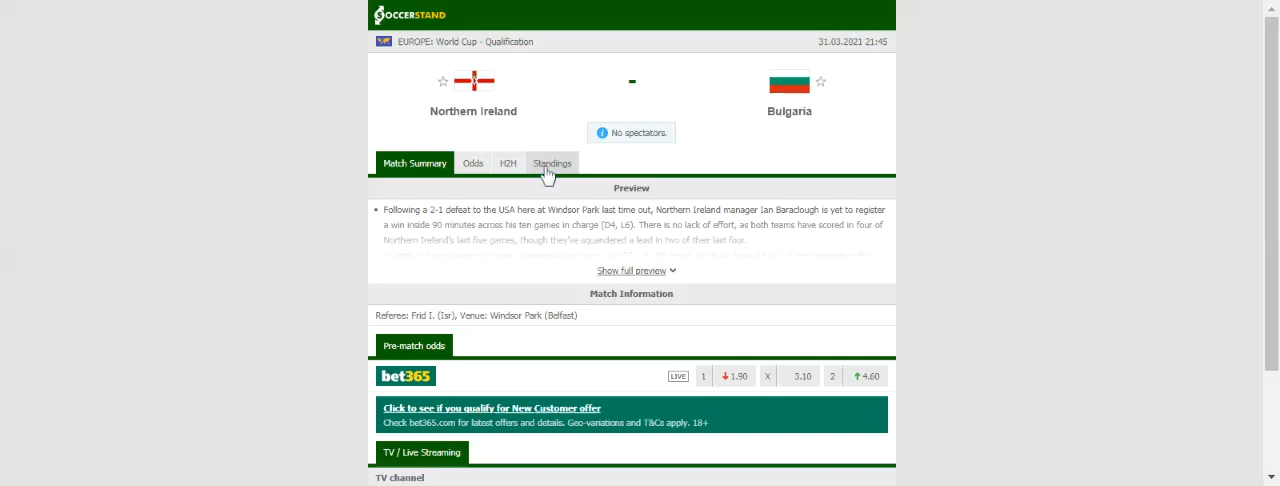 SOCCERSTAND
EUROPE: World Cup - Qualification 31.03.2021 21:45
-
Northern Ireland Bulgaria
No spectators.
Match Summary Odds H2H Standings
Preview
• Following a 2-1 defeat to the USA here at Windsor Park last time out, Northern Ireland manager Ian Baraclough is yet to register
a win inside 90 minutes across his ten games in charge (D4, L6). There is no lack of effort, as both teams have scored in four of
Northern Ireland's last five games, though they've squandered a lead in two of their last four.
Show full preview
Match Information
Referee: Frid I. (Isr), Venue: Windsor Park (Belfast)
Pre-match odds
bet365 LIVE 1 1.90 X 3.10 2 4.60
Click to see if you qualify for New Customer offer
Check bet365.com for latest offers and details. Geo-variations and T&Cs apply. 18+
TV / Live Streaming
TV channel